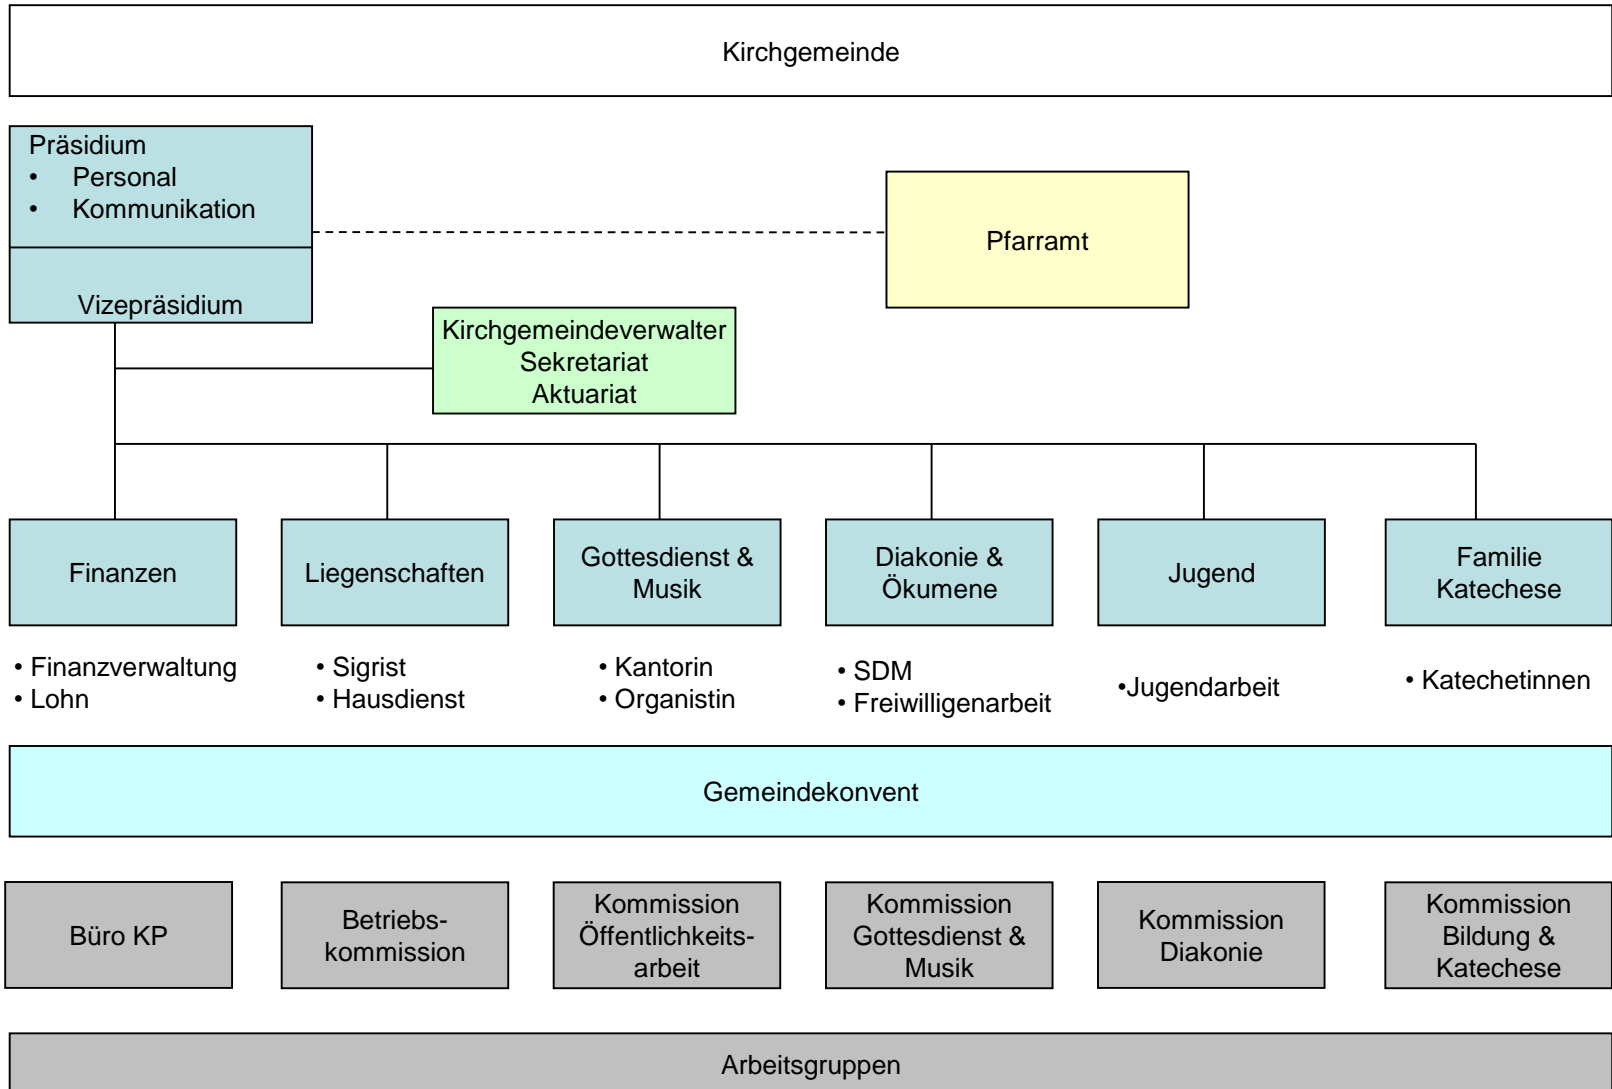 Kirchgemeinde
Präsidium
• Personal
• Kommunikation
Vizepräsidium
Pfarramt
Kirchgemeindeverwalter
Sekretariat
Aktuariat
Finanzen
Liegenschaften
Gottesdienst &
Musik
Diakonie &
Ökumene
Jugend
Familie
Katechese
• Finanzverwaltung
• Lohn
• Sigrist
• Hausdienst
• Kantorin
• Organistin
• SDM
• Freiwilligenarbeit
•Jugendarbeit
• Katechetinnen
Gemeindekonvent
Büro KP
Betriebs-
kommission
Kommission
Öffentlichkeits-
arbeit
Kommission
Gottesdienst &
Musik
Kommission
Diakonie
Kommission
Bildung &
Katechese
Arbeitsgruppen